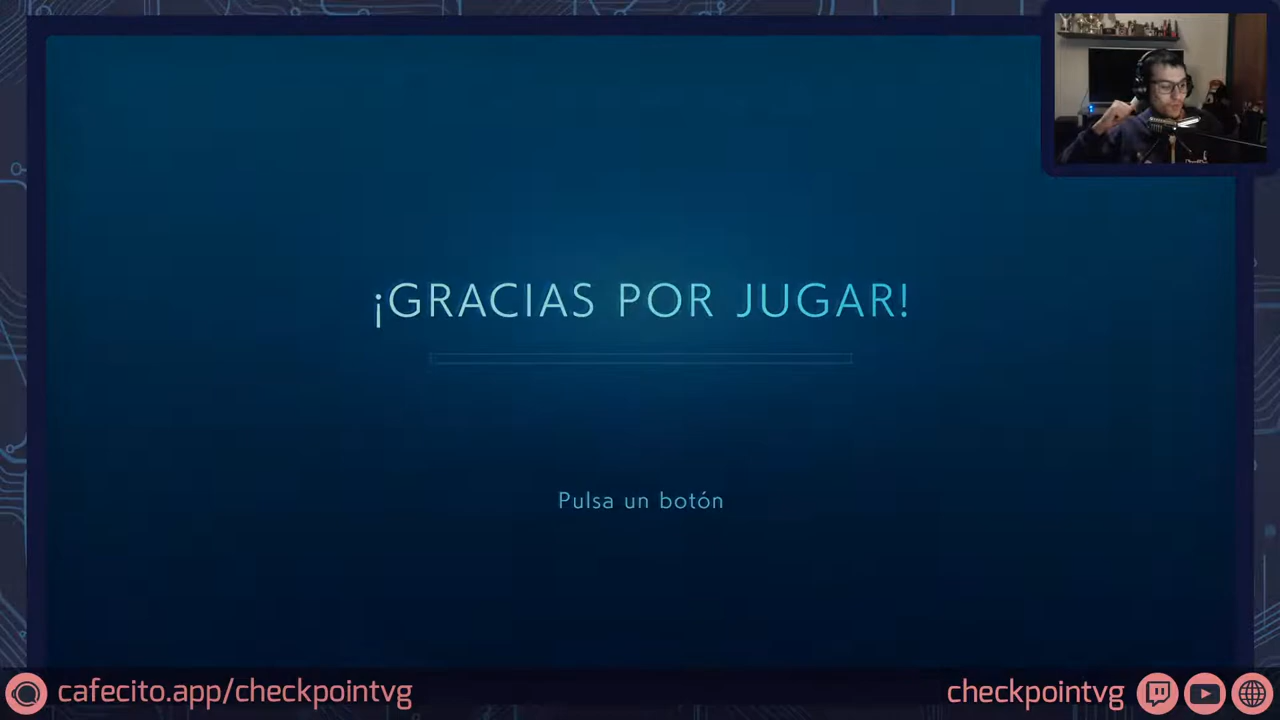 ¡GRACIAS POR JUGAR!
Pulsa un botón
cafecito.app/checkpointvg
checkpointvg